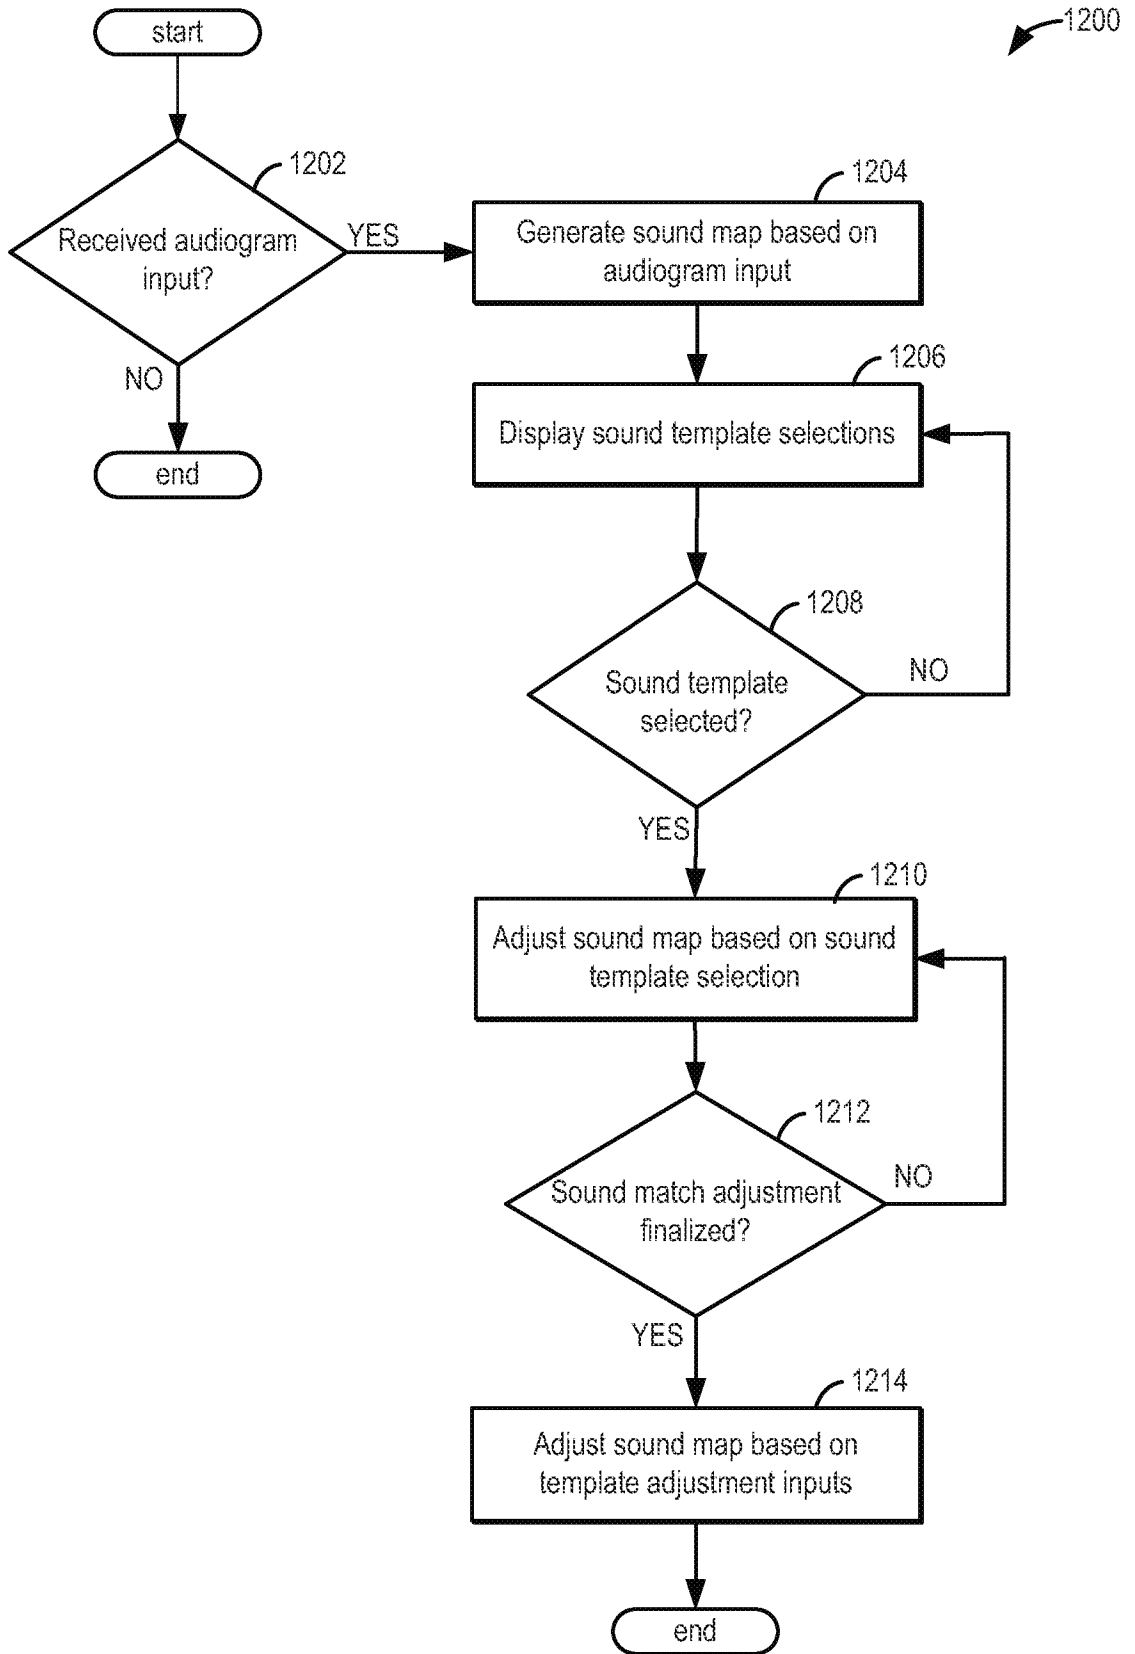 start
1200
1202
Received audiogram
input?
YES
NO
end
1204
Generate sound map based on
audiogram input
1206
Display sound template selections
1208
Sound template
selected?
NO
YES
1210
Adjust sound map based on sound
template selection
1212
Sound match adjustment
finalized?
NO
YES
1214
Adjust sound map based on
template adjustment inputs
end